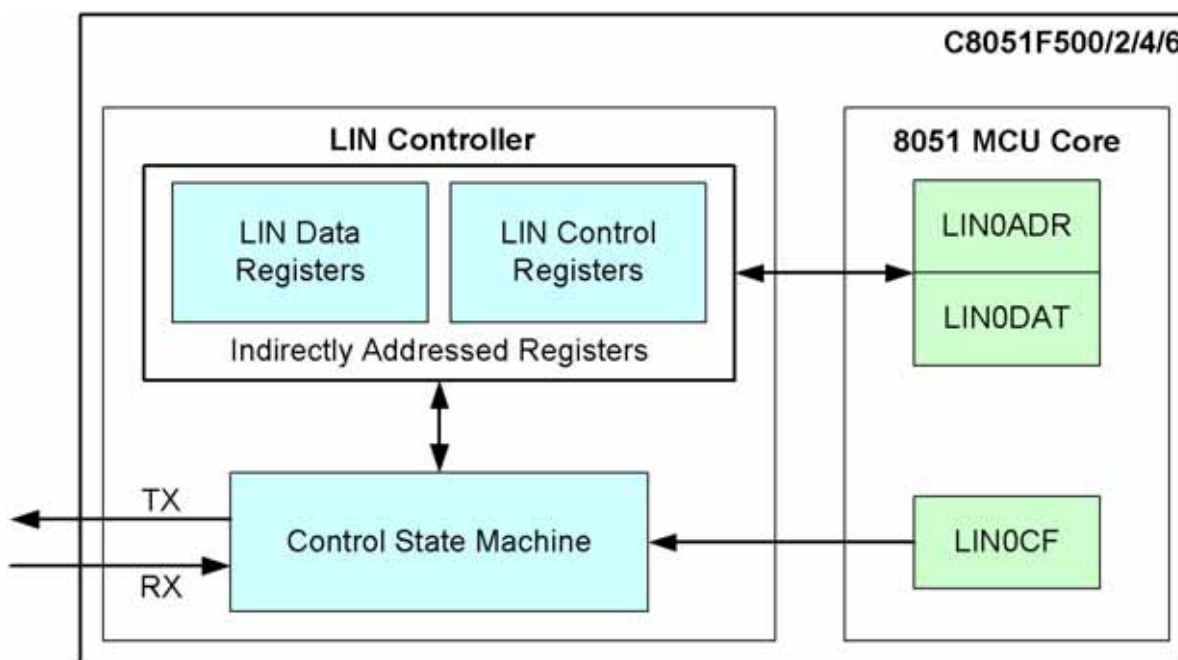 C8051F500/2/4/6
LIN Controller
8051 MCU Core
LIN Data
Registers
LIN Control
Registers
Indirectly Addressed Registers
LIN0ADR
LIN0DAT
TX
RX
Control State Machine
LIN0CF